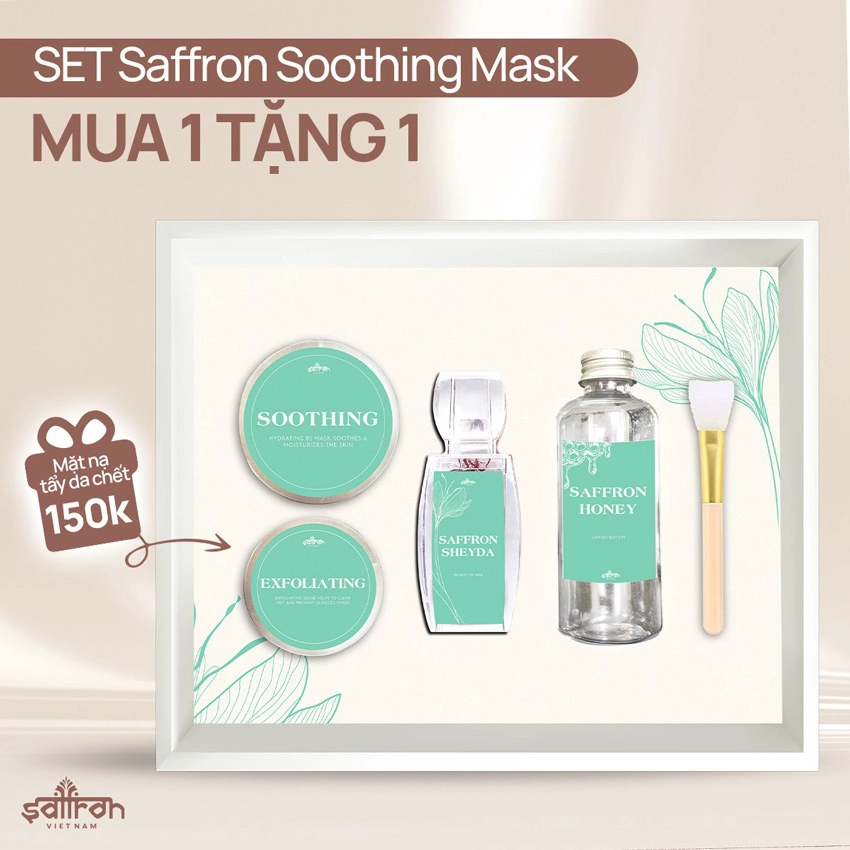 SET Saffron Soothing Mask
MUA 1 TẶNG 1
Mặt nạ
tẩy da chết
150k
SOOTHING
HYDRATING B5 MASK SOOTHES &
MOISTURIZES THE SKIN
EXFOLIATING
SAFFRON
SHEYDA
SAFFRON
HONEY
LIMITED EDITION
saffron
VIETNAM